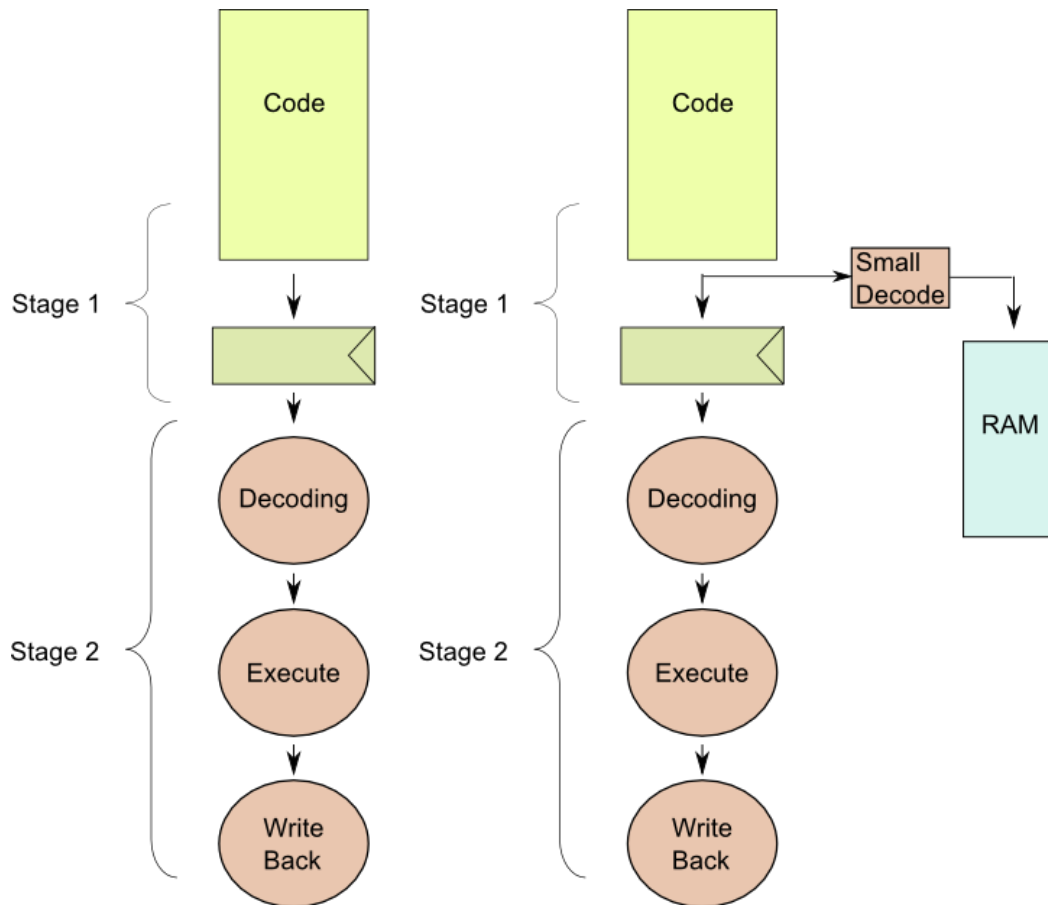 Code
Stage 1
Decoding
Stage 2
Execute
Write
Back
Code
Stage 1
Small
Decode
RAM
Decoding
Stage 2
Execute
Write
Back